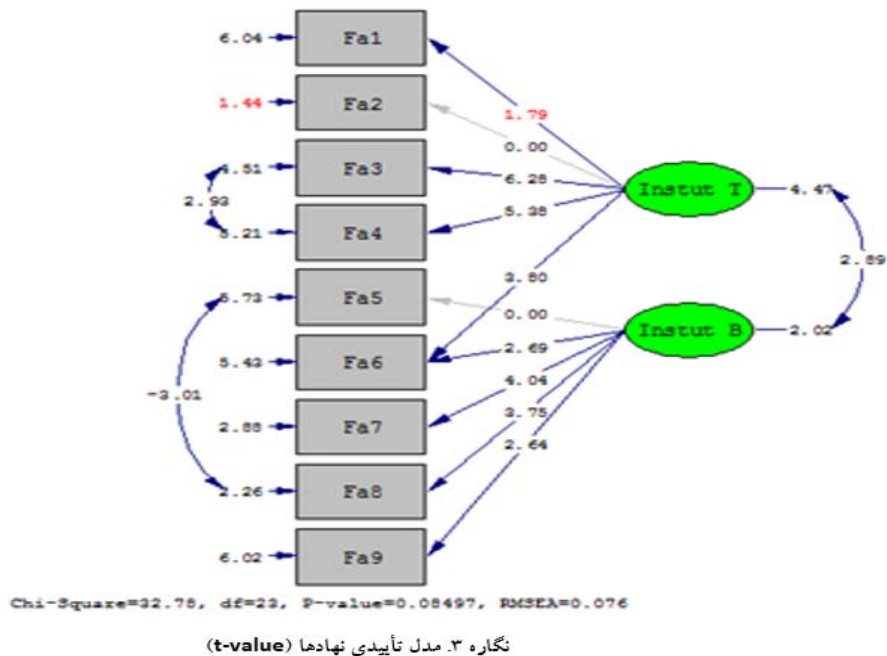 6.04 Fa1
1.79
1.44 Fa2
0.00
4.51 Fa3
6.28 Instut T 4.47
2.93
5.38
5.21 Fa4
2.89
3.80
5.73 Fa5
0.00
Instut B 2.02
5.43 Fa6
2.69
-3.01
4.04
2.88 Fa7
3.75
2.64
2.26 Fa8
6.02 Fa9
Chi-Square=32.78, df=23, P-value=0.08497, RMSEA=0.076
نگاره ۳. مدل تأییدی نهادها (t-value)